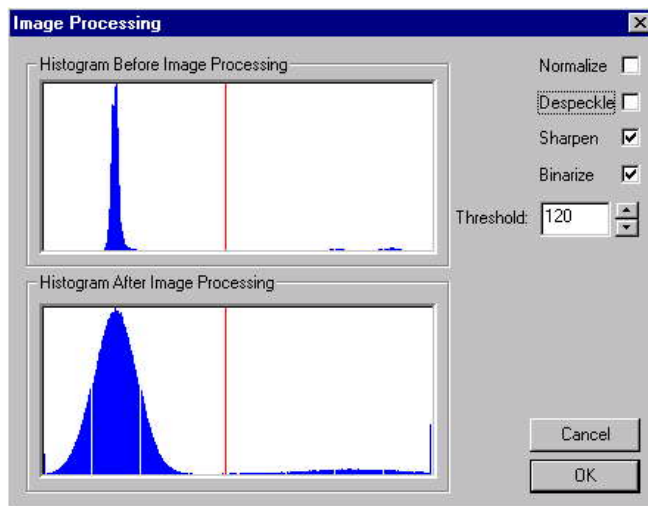 Image Processing
Histogram Before Image Processing
Normalize
Despeckle
Sharpen
Binarize
Threshold: 120
Histogram After Image Processing
Cancel
OK